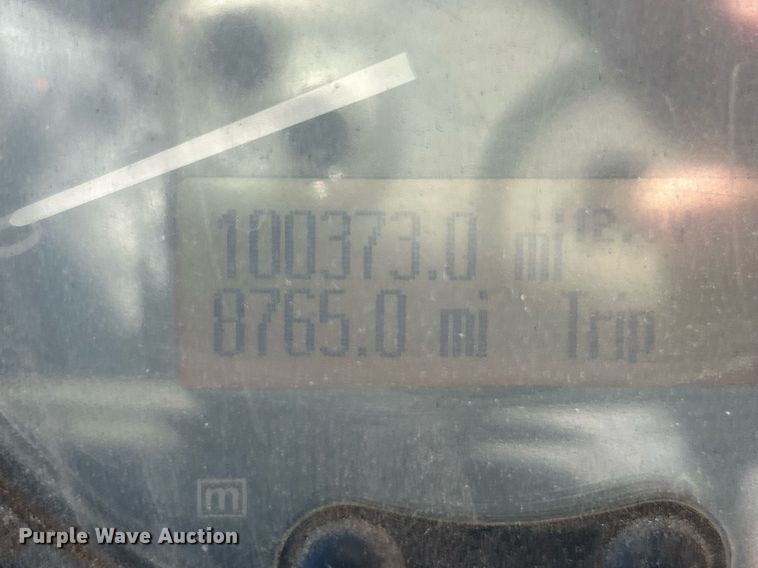 100373.0 mi
8765.0 mi Trip
m
Purple Wave Auction®